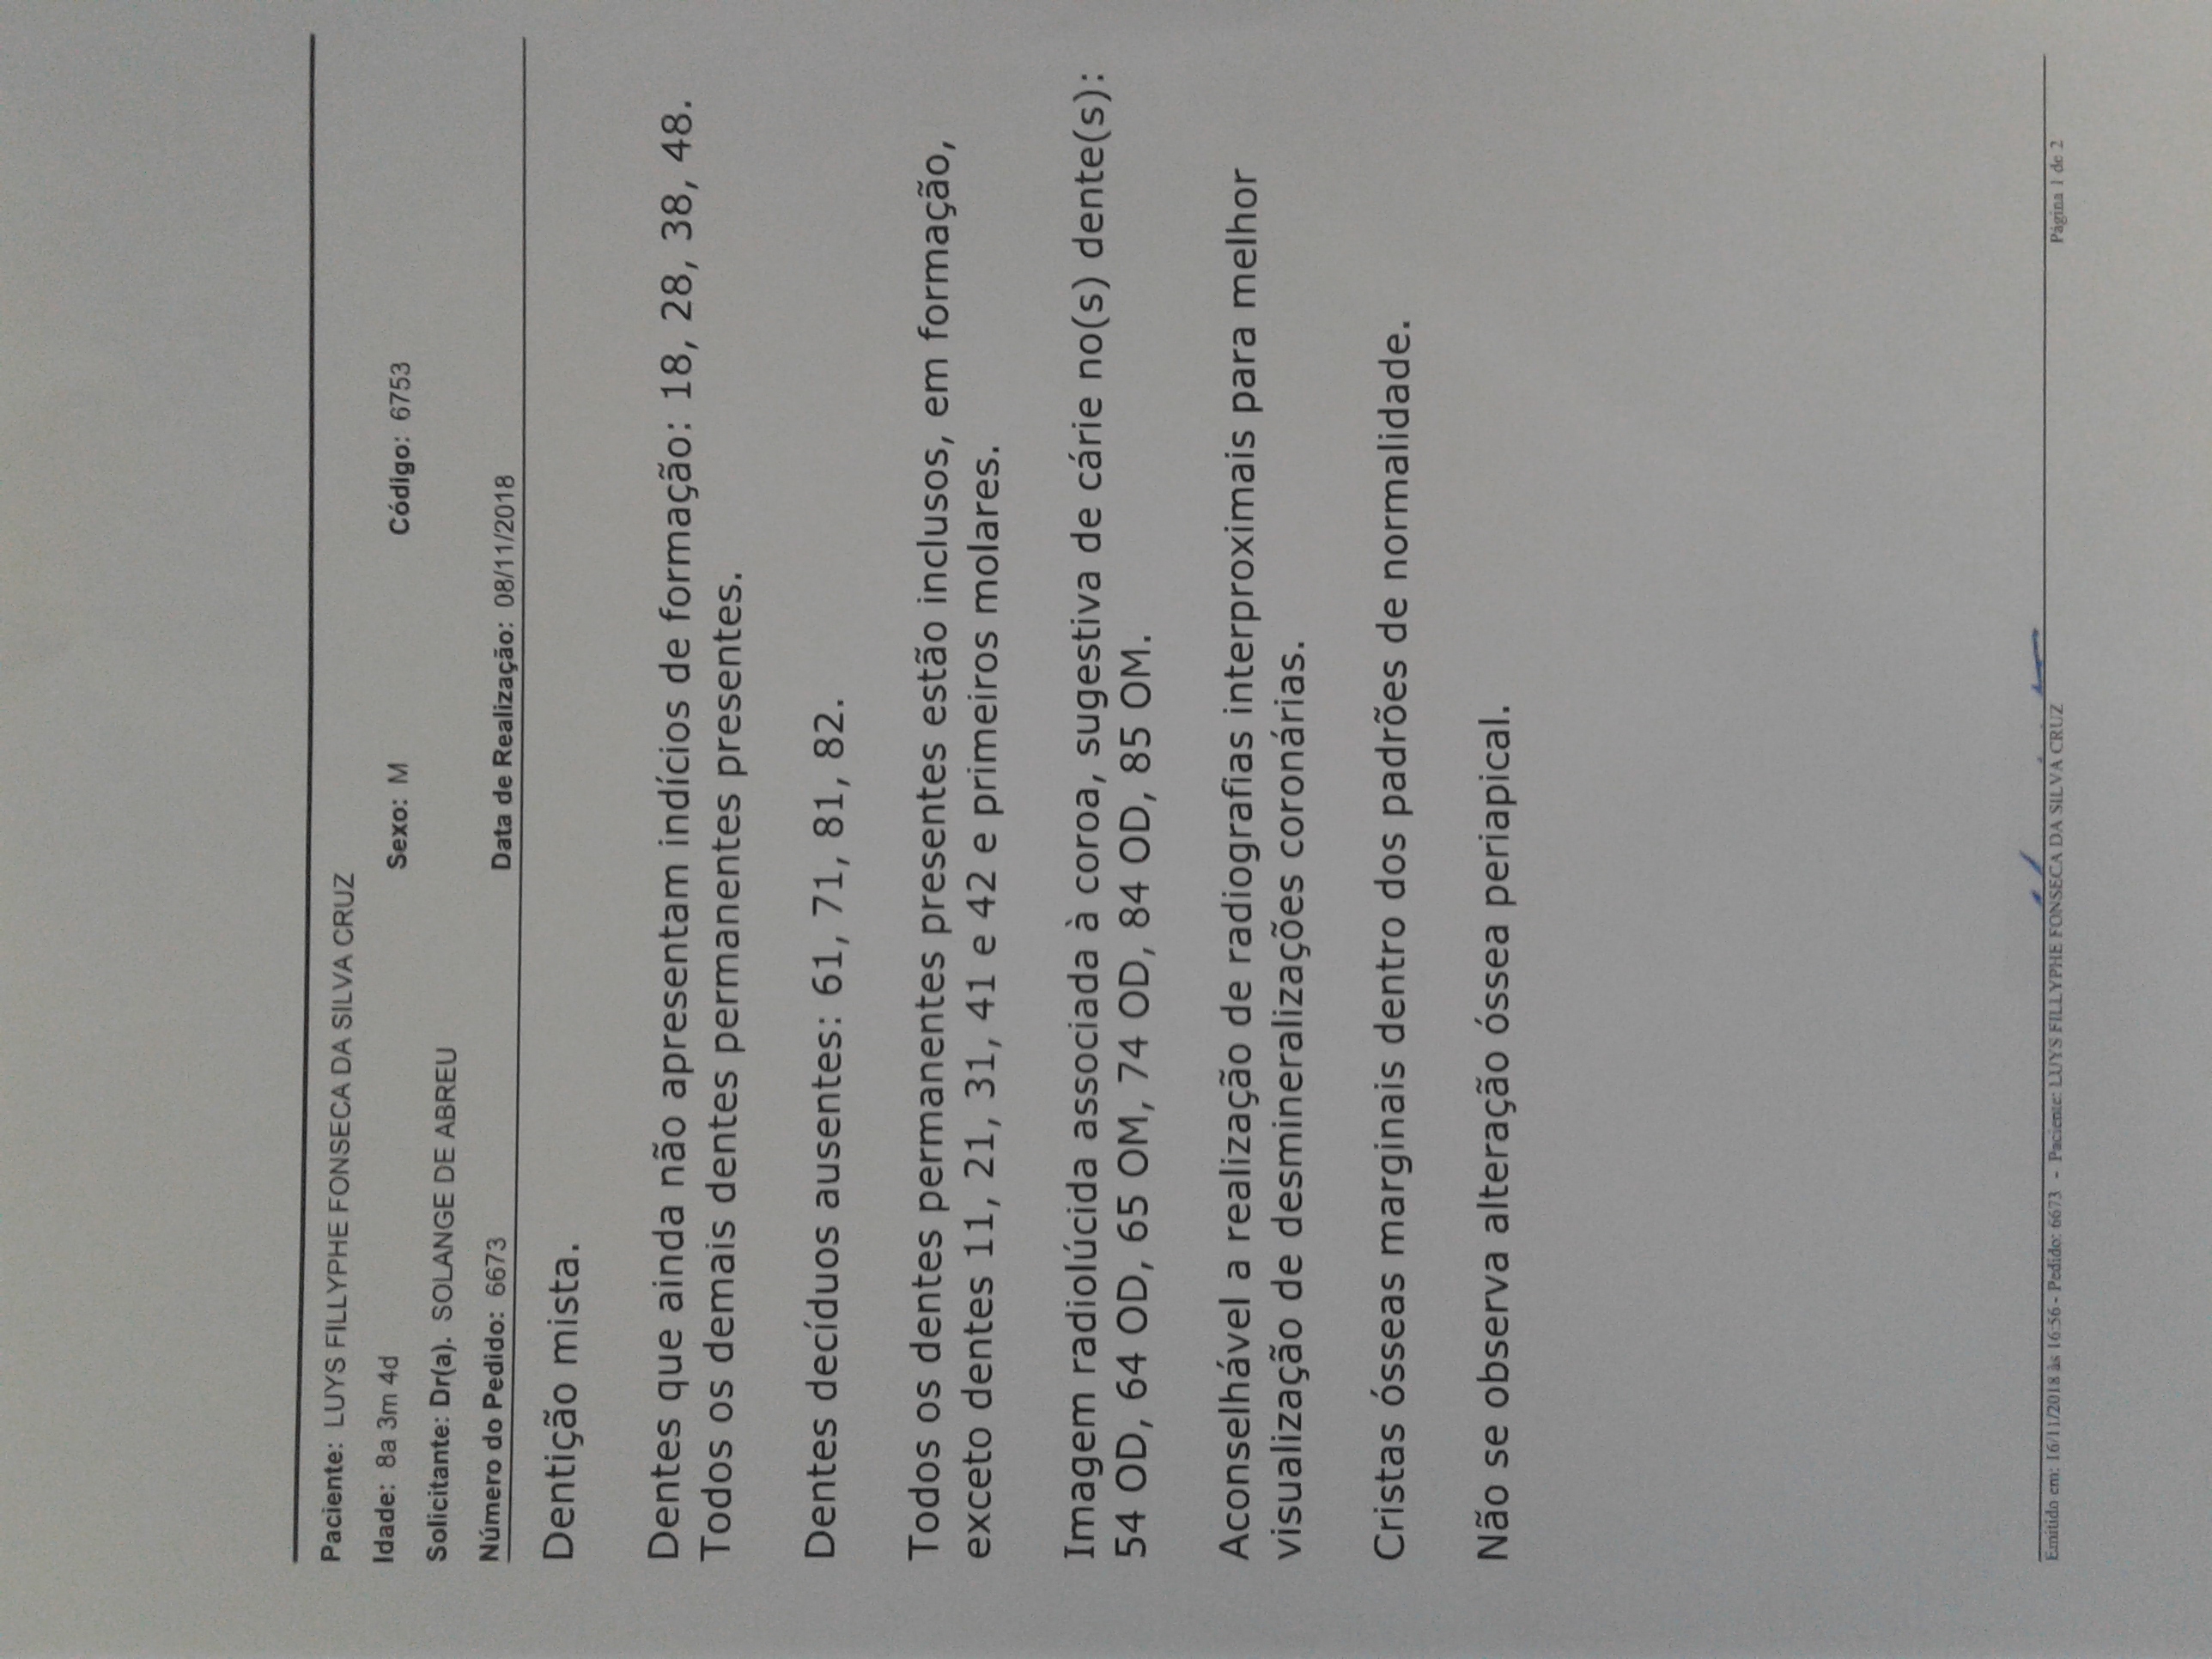 Paciente: LUYS FILLYPHE FONSECA DA SILVA CRUZ
Idade: 8a 3m 4d Sexo: M Código: 6753
Solicitante: Dr(a). SOLANGE DE ABREU
Número do Pedido: 6673 Data de Realização: 08/11/2018
Dentição mista.
Dentes que ainda não apresentam indícios de formação: 18, 28, 38, 48.
Todos os demais dentes permanentes presentes.
Dentes decíduos ausentes: 61, 71, 81, 82.
Todos os dentes permanentes presentes estão inclusos, em formação,
exceto dentes 11, 21, 31, 41 e 42 e primeiros molares.
Imagem radiolúcida associada à coroa, sugestiva de cárie no(s) dente(s):
54 OD, 64 OD, 65 OM, 74 OD, 84 OD, 85 OM.
Aconselhável a realização de radiografias interproximais para melhor
visualização de desmineralizações coronárias.
Cristas ósseas marginais dentro dos padrões de normalidade.
Não se observa alteração óssea periapical.
Emitido em: 16/11/2018 às 16:56 - Pedido: 6673 - Paciente: LUYS FILLYPHE FONSECA DA SILVA CRUZ Página 1 de 2